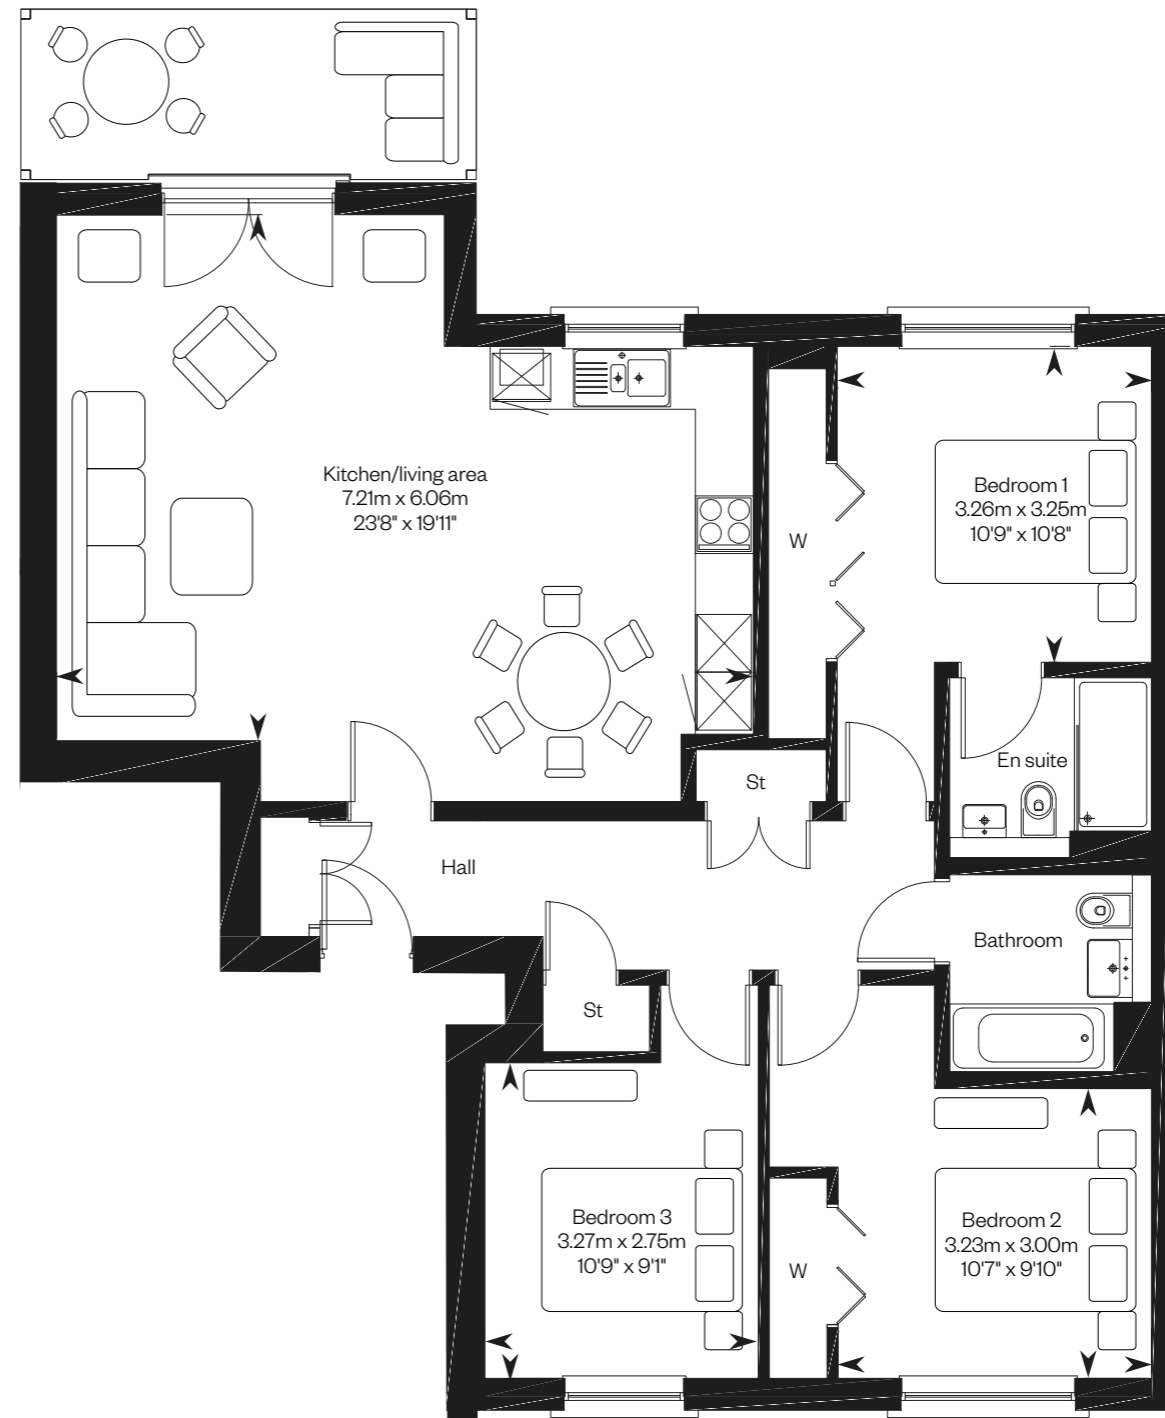 Kitchen/living area
7.21m x 6.06m
23'8" x 19'11"
Bedroom 1
3.26m x 3.25m
10'9" x 10'8"
W
En suite
St
Hall
Bathroom
St
Bedroom 3
3.27m x 2.75m
10'9" x 9'1"
Bedroom 2
3.23m x 3.00m
10'7" x 9'10"
W